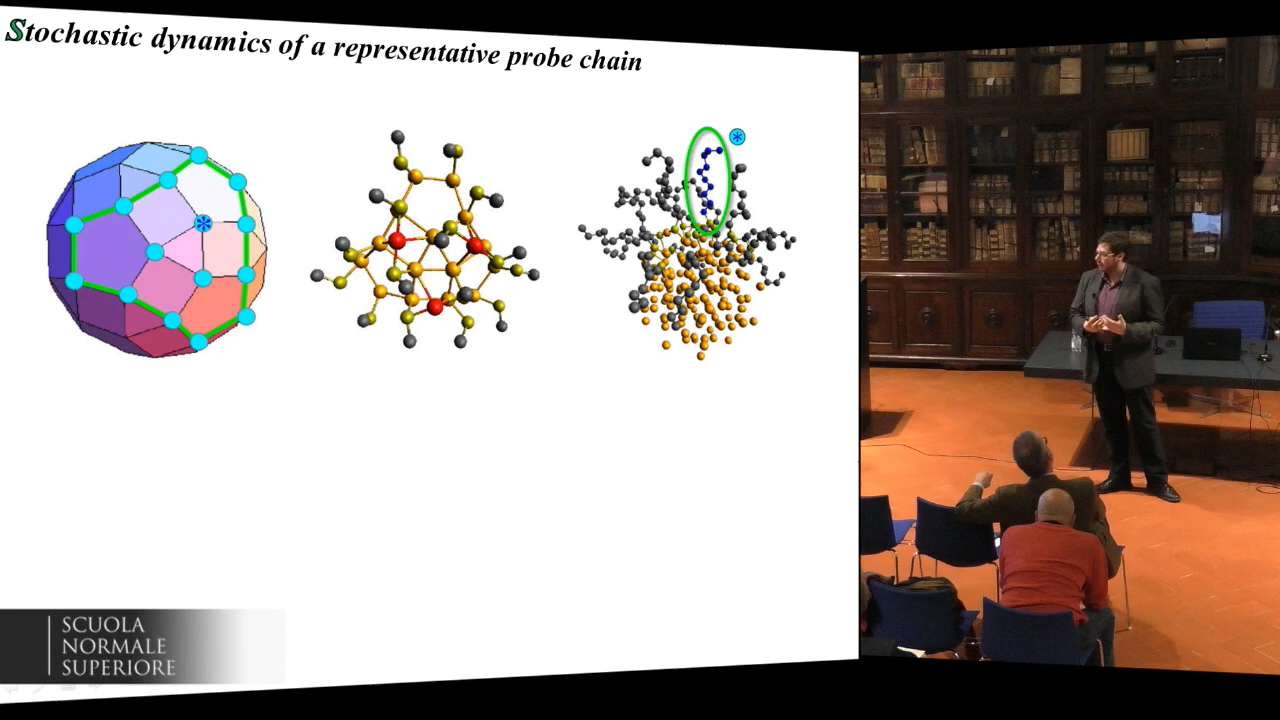 Stochastic dynamics of a representative probe chain
*
*
SCUOLA
NORMALE
SUPERIORE